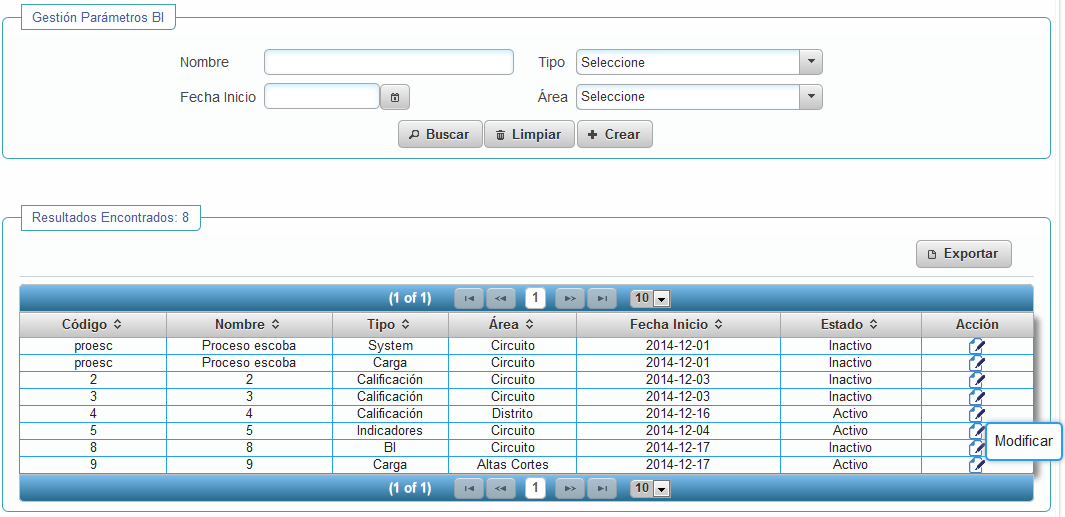 Gestión Parámetros BI
Nombre Tipo Seleccione
Fecha Inicio Área Seleccione
Buscar Limpiar Crear
Resultados Encontrados: 8
Exportar
(1 of 1) 1 10
Código Nombre Tipo Área Fecha Inicio Estado Acción
proesc Proceso escoba System Circuito 2014-12-01 Inactivo
proesc Proceso escoba Carga Circuito 2014-12-01 Inactivo
2 2 Calificación Circuito 2014-12-03 Inactivo
3 3 Calificación Circuito 2014-12-03 Inactivo
4 4 Calificación Distrito 2014-12-16 Activo
5 5 Indicadores Circuito 2014-12-04 Activo
8 8 BI Circuito 2014-12-17 Inactivo
Modificar
9 9 Carga Altas Cortes 2014-12-17 Activo
(1 of 1) 1 10